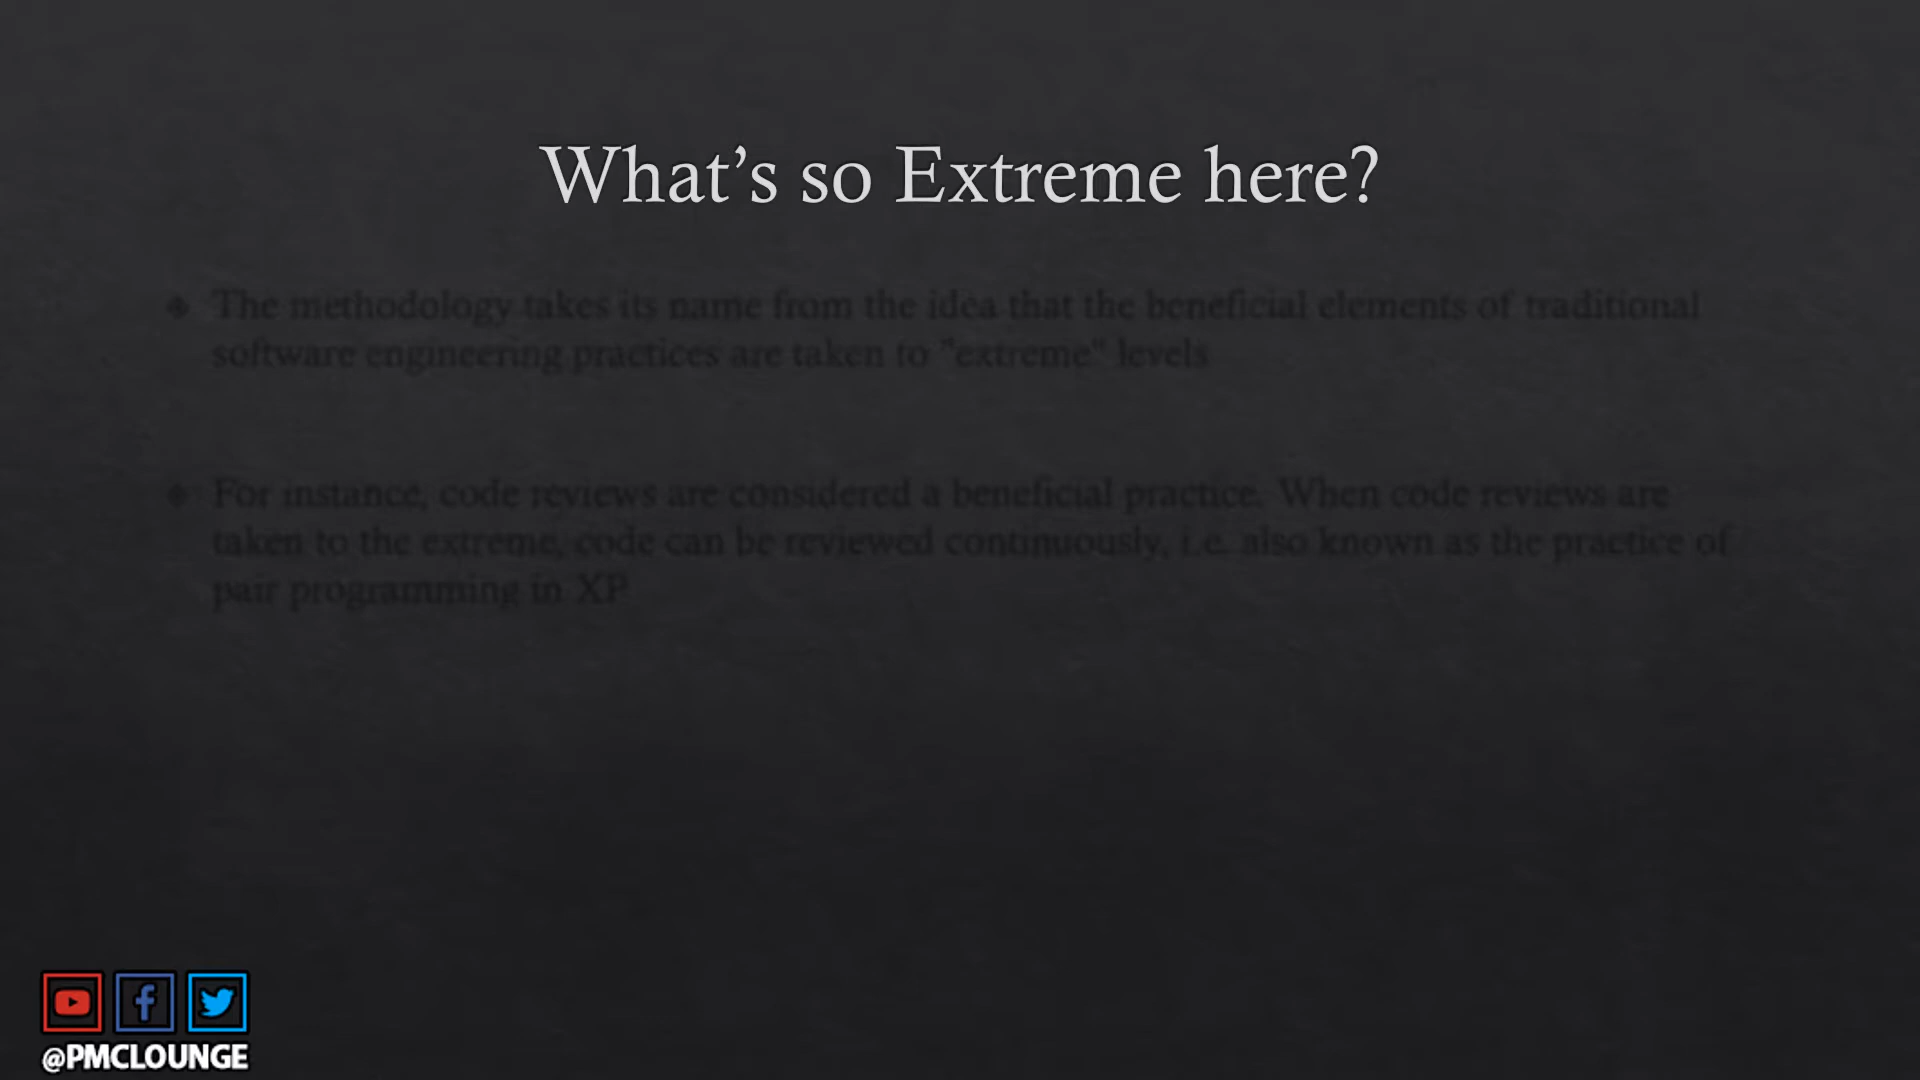 What’s so Extreme here?
The methodology takes its name from the idea that the beneficial elements of traditional
software engineering practices are taken to "extreme" levels
For instance, code reviews are considered a beneficial practice. When code reviews are
taken to the extreme, code can be reviewed continuously, i.e. also known as the practice of
pair programming in XP
@PMCLOUNGE